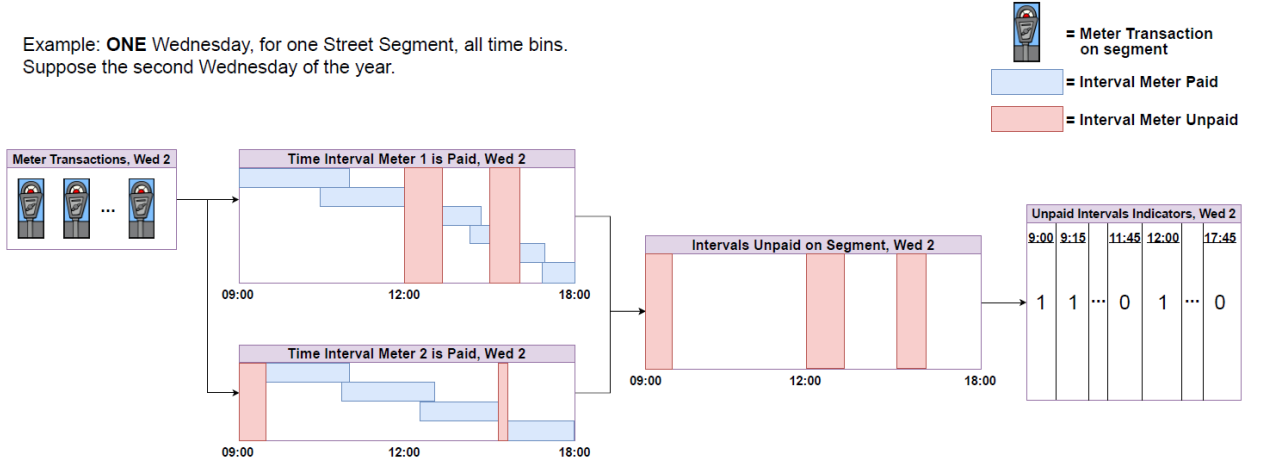 Example: ONE Wednesday, for one Street Segment, all time bins.
Suppose the second Wednesday of the year.
= Meter Transaction
on segment
= Interval Meter Paid
= Interval Meter Unpaid
Meter Transactions, Wed 2
...
Time Interval Meter 1 is Paid, Wed 2
09:00 12:00 18:00
Time Interval Meter 2 is Paid, Wed 2
09:00 12:00 18:00
Intervals Unpaid on Segment, Wed 2
09:00 12:00 18:00
Unpaid Intervals Indicators, Wed 2
9:00 9:15 11:45 12:00 17:45
1 1 ... 0 1 ... 0